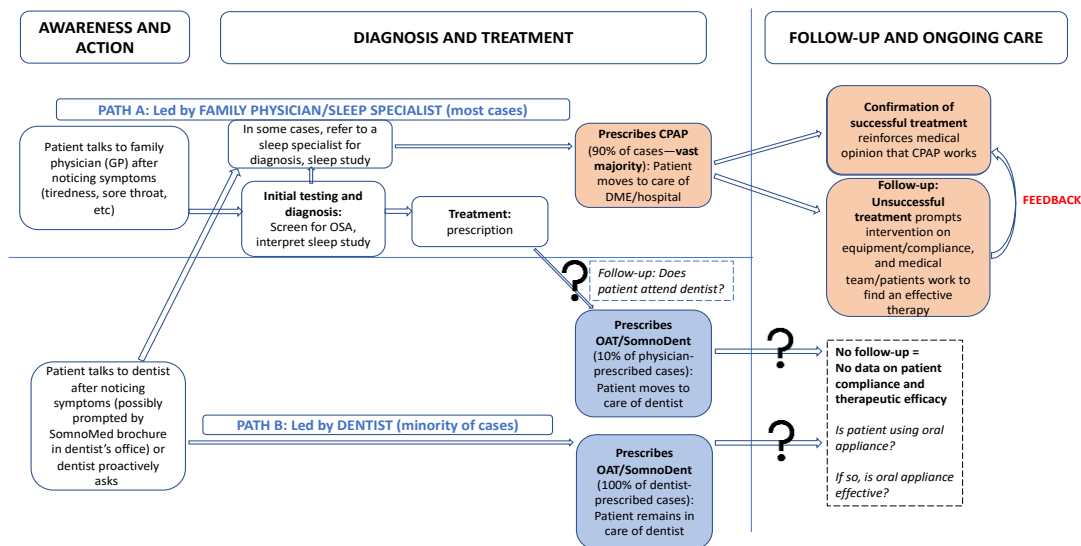 AWARENESS AND
ACTION
DIAGNOSIS AND TREATMENT
FOLLOW-UP AND ONGOING CARE
PATH A: Led by FAMILY PHYSICIAN/SLEEP SPECIALIST (most cases)
Patient talks to family
physician (GP) after
noticing symptoms
(tiredness, sore throat,
etc)
In some cases, refer to a
sleep specialist for
diagnosis, sleep study
Initial testing and
diagnosis:
Screen for OSA,
interpret sleep study
Treatment:
prescription
Prescribes CPAP
(90% of cases—vast
majority): Patient
moves to care of
DME/hospital
Confirmation of
successful treatment
reinforces medical
opinion that CPAP works
Follow-up:
Unsuccessful
treatment prompts
intervention on
equipment/compliance,
and medical
team/patients work to
find an effective
therapy
FEEDBACK
?
Follow-up: Does
patient attend dentist?
Prescribes
OAT/SomnoDent
(10% of physician-
prescribed cases):
Patient moves to
care of dentist
?
No follow-up =
No data on patient
compliance and
therapeutic efficacy
Is patient using oral
appliance?
If so, is oral appliance
effective?
Patient talks to dentist
after noticing
symptoms (possibly
prompted by
SomnoMed brochure
in dentist's office) or
dentist proactively
asks
PATH B: Led by DENTIST (minority of cases)
Prescribes
OAT/SomnoDent
(100% of dentist-
prescribed cases):
Patient remains in
care of dentist
?